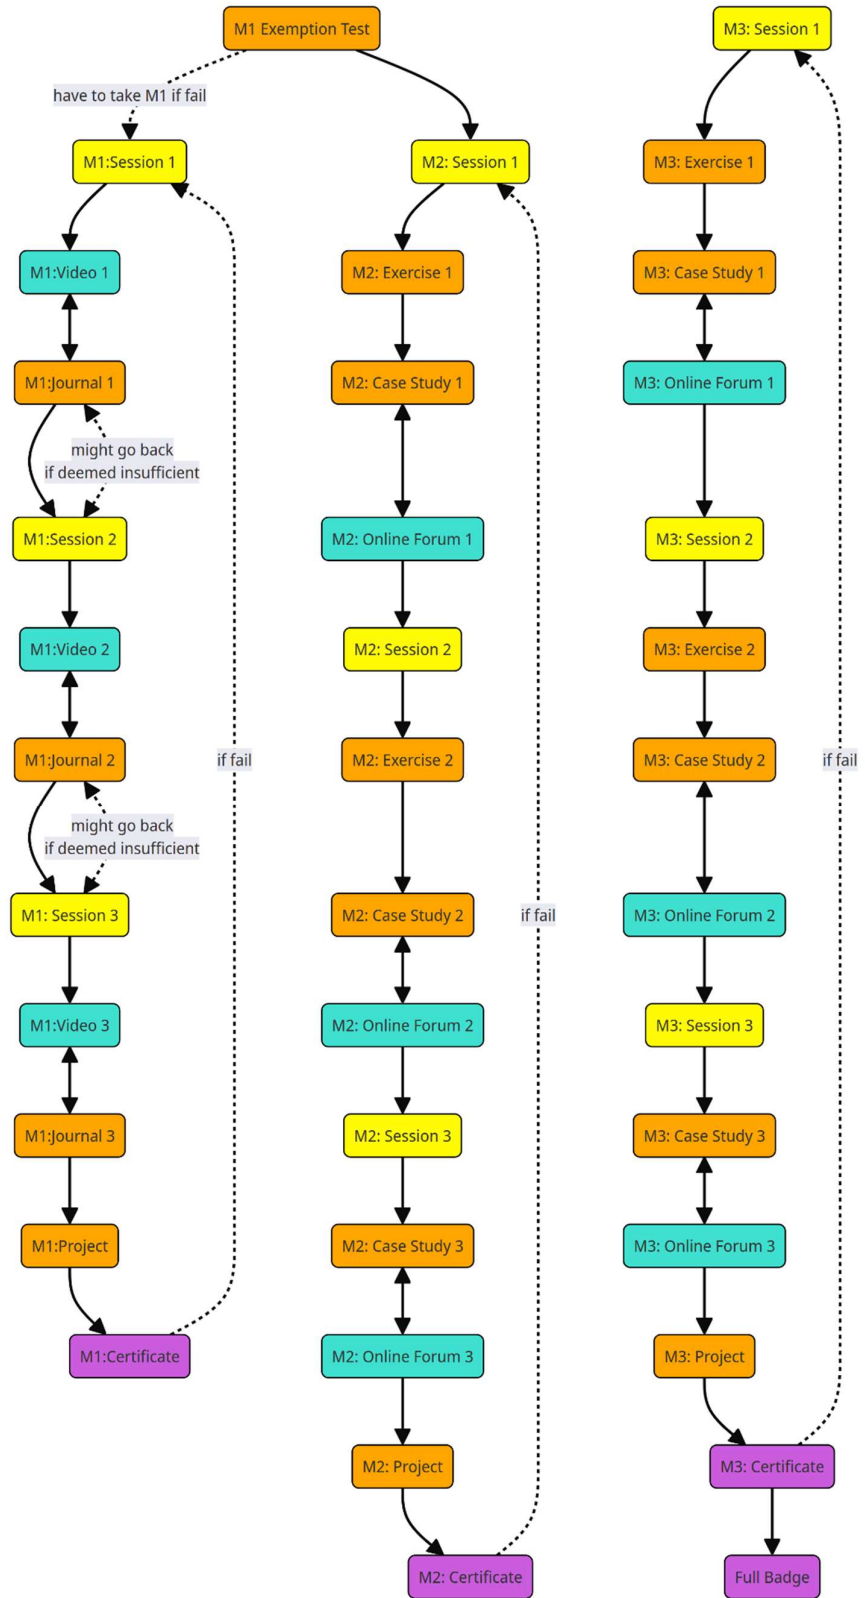 M1 Exemption Test
have to take M1 if fail
M1:Session 1
M1:Video 1
M1:Journal 1
might go back
if deemed insufficient
M1:Session 2
M1:Video 2
M1:Journal 2
might go back
if deemed insufficient
M1: Session 3
M1:Video 3
M1:Journal 3
M1:Project
M1:Certificate
if fail
M2: Session 1
M2: Exercise 1
M2: Case Study 1
M2: Online Forum 1
M2: Session 2
M2: Exercise 2
M2: Case Study 2
M2: Online Forum 2
M2: Session 3
M2: Case Study 3
M2: Online Forum 3
M2: Project
M2: Certificate
if fail
M3: Session 1
M3: Exercise 1
M3: Case Study 1
M3: Online Forum 1
M3: Session 2
M3: Exercise 2
M3: Case Study 2
M3: Online Forum 2
M3: Session 3
M3: Case Study 3
M3: Online Forum 3
M3: Project
M3: Certificate
if fail
Full Badge